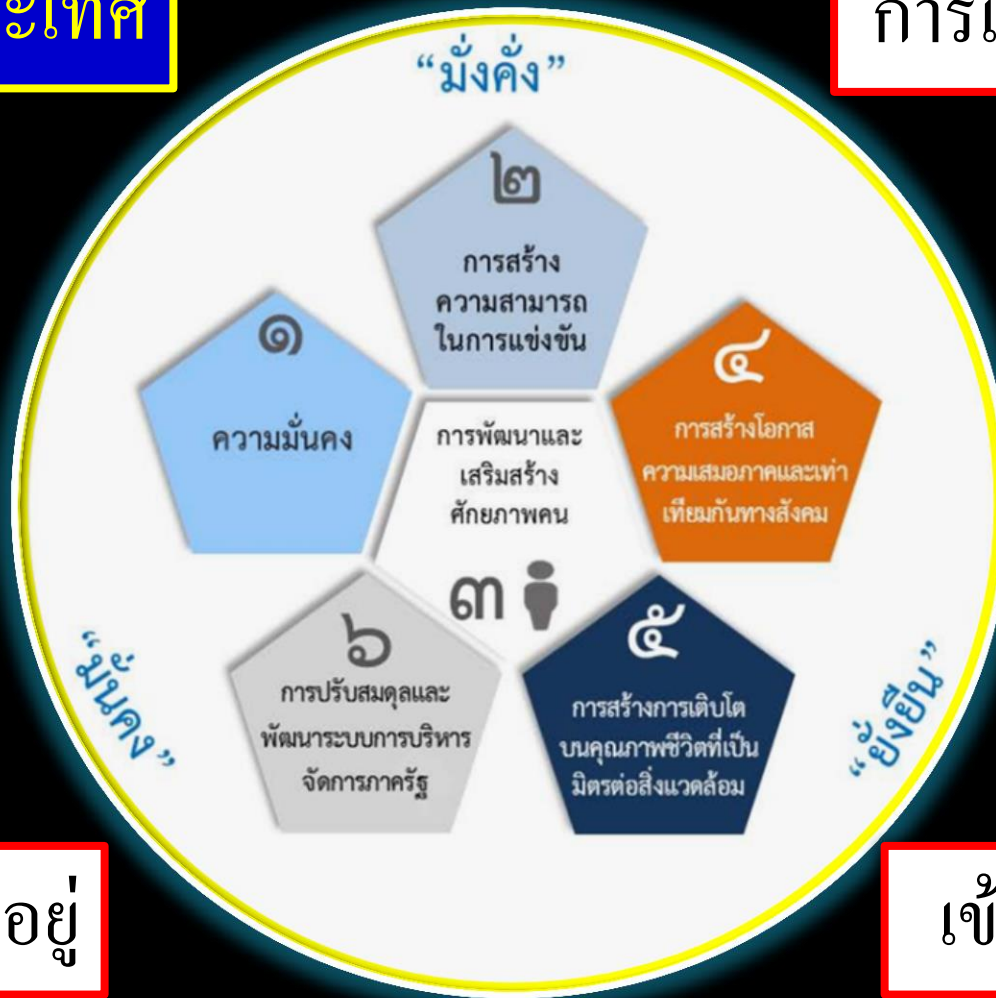 ะเทศ
การเ
“มั่งคั่ง”
๒
การสร้าง
ความสามารถ
ในการแข่งขัน
๑
ความมั่นคง
๔
การสร้างโอกาส
ความเสมอภาคและเท่า
เทียมกันทางสังคม
การพัฒนาและ
เสริมสร้าง
ศักยภาพคน
๓
๖
การปรับสมดุลและ
พัฒนาระบบการบริหาร
จัดการภาครัฐ
๕
การสร้างการเติบโต
บนคุณภาพชีวิตที่เป็น
มิตรต่อสิ่งแวดล้อม
“มั่นคง”
“ยั่งยืน”
อยู่
เข้